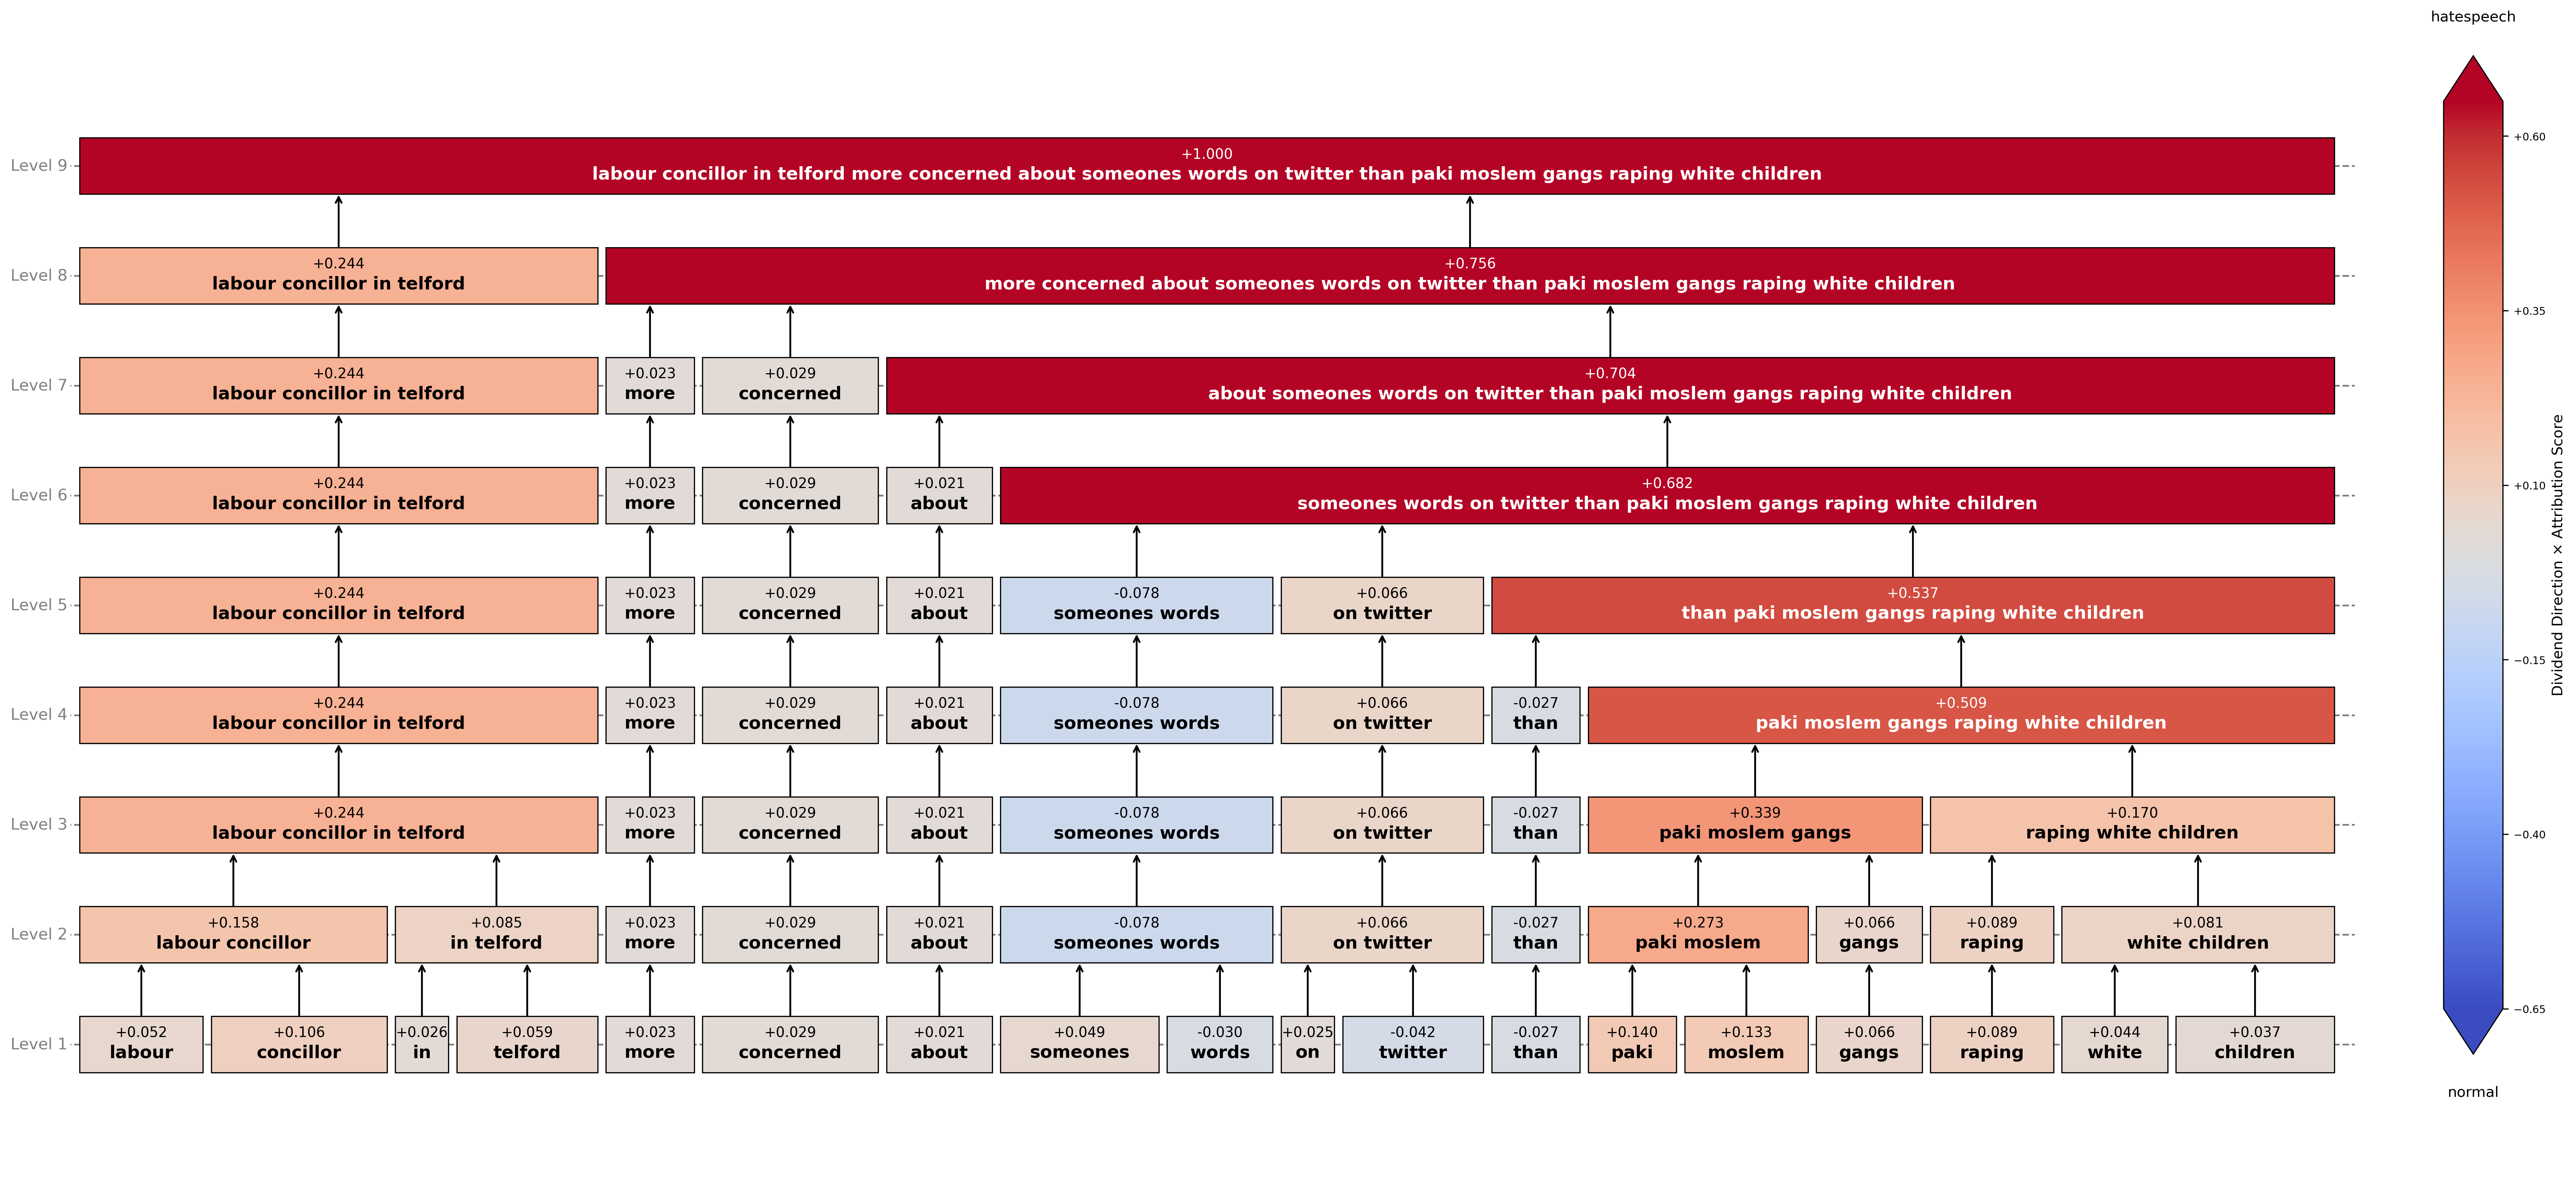 hatespeech
Level 9
+1.000
labour concillor in telford more concerned about someones words on twitter than paki moslem gangs raping white children
Level 8
+0.244
labour concillor in telford
+0.756
more concerned about someones words on twitter than paki moslem gangs raping white children
Level 7
+0.244
labour concillor in telford
+0.023
more
+0.029
concerned
+0.704
about someones words on twitter than paki moslem gangs raping white children
Level 6
+0.244
labour concillor in telford
+0.023
more
+0.029
concerned
+0.021
about
+0.682
someones words on twitter than paki moslem gangs raping white children
Level 5
+0.244
labour concillor in telford
+0.023
more
+0.029
concerned
+0.021
about
-0.078
someones words
+0.066
on twitter
+0.537
than paki moslem gangs raping white children
Level 4
+0.244
labour concillor in telford
+0.023
more
+0.029
concerned
+0.021
about
-0.078
someones words
+0.066
on twitter
-0.027
than
+0.509
paki moslem gangs raping white children
Level 3
+0.244
labour concillor in telford
+0.023
more
+0.029
concerned
+0.021
about
-0.078
someones words
+0.066
on twitter
-0.027
than
+0.339
paki moslem gangs
+0.170
raping white children
Level 2
+0.158
labour concillor
+0.085
in telford
+0.023
more
+0.029
concerned
+0.021
about
-0.078
someones words
+0.066
on twitter
-0.027
than
+0.273
paki moslem
+0.066
gangs
+0.089
raping
+0.081
white children
Level 1
+0.052
labour
+0.106
concillor
+0.026
in
+0.059
telford
+0.023
more
+0.029
concerned
+0.021
about
+0.049
someones
-0.030
words
+0.025
on
-0.042
twitter
-0.027
than
+0.140
paki
+0.133
moslem
+0.066
gangs
+0.089
raping
+0.044
white
+0.037
children
+0.60
+0.35
+0.10
−0.15
−0.40
−0.65
Dividend Direction × Attribution Score
normal